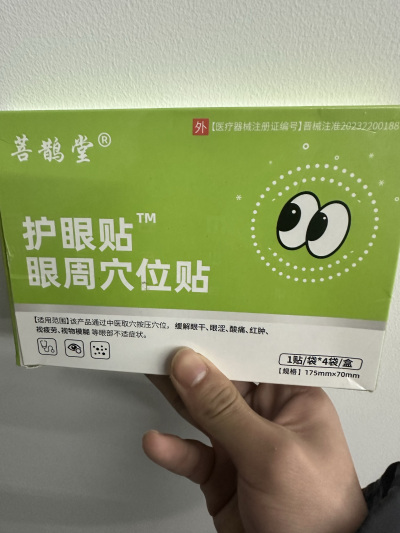 外【医疗器械注册证编号】吾械注准20232200188
菩鹊堂®
护眼贴™
眼周穴位贴
【适用范围】该产品通过中医取穴按压穴位，缓解眼干、眼涩、酸痛、红肿、
视疲劳、视物模糊 等眼部不适症状。
1贴/袋*4袋/盒
【规格】175mm×70mm